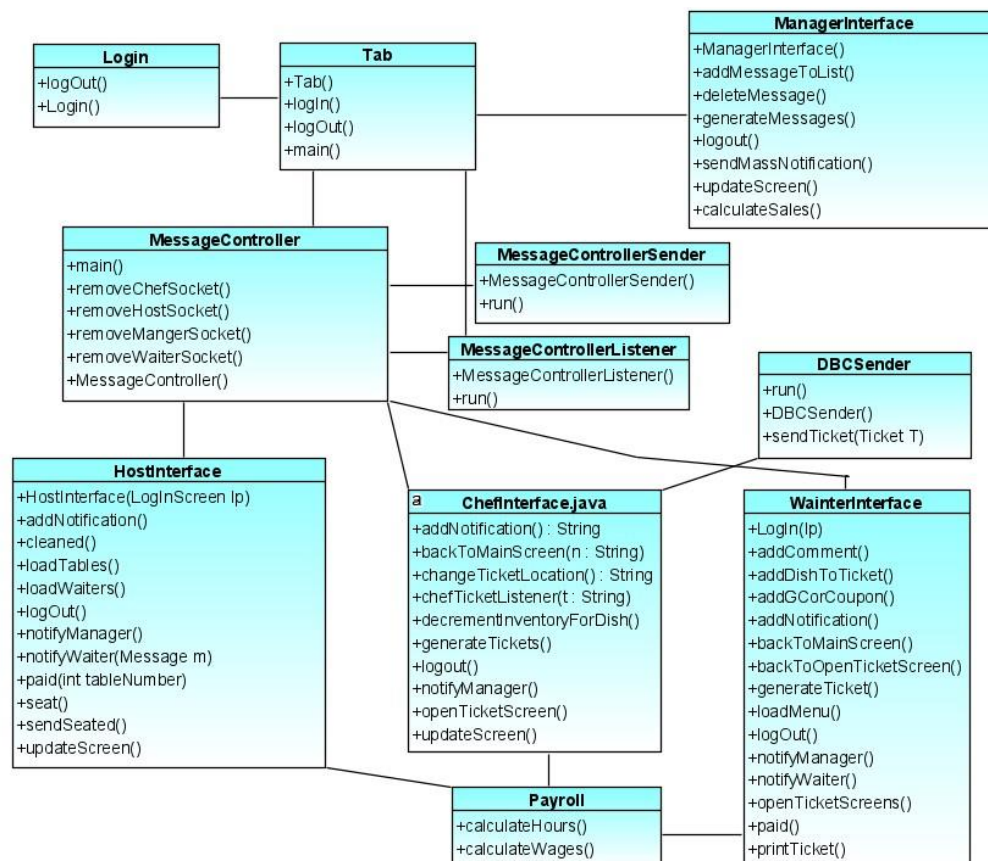 Login
+logOut()
+Login()
Tab
+Tab()
+logIn()
+logOut()
+main()
ManagerInterface
+ManagerInterface()
+addMessageToList()
+deleteMessage()
+generateMessages()
+logout()
+sendMassNotification()
+updateScreen()
+calculateSales()
MessageController
+main()
+removeChefSocket()
+removeHostSocket()
+removeMangerSocket()
+removeWaiterSocket()
+MessageController()
MessageControllerSender
+MessageControllerSender()
+run()
MessageControllerListener
+MessageControllerListener()
+run()
DBCSender
+run()
+DBCSender()
+sendTicket(Ticket T)
HostInterface
+HostInterface(LogInScreen lp)
+addNotification()
+cleaned()
+loadTables()
+loadWaiters()
+logOut()
+notifyManager()
+notifyWaiter(Message m)
+paid(int tableNumber)
+seat()
+sendSeated()
+updateScreen()
a ChefInterface.java
+addNotification() : String
+backToMainScreen(n : String)
+changeTicketLocation() : String
+chefTicketListener(t : String)
+decrementInventoryForDish()
+generateTickets()
+logout()
+notifyManager()
+openTicketScreen()
+updateScreen()
WainterInterface
+LogIn(lp)
+addComment()
+addDishToTicket()
+addGCorCoupon()
+addNotification()
+backToMainScreen()
+backToOpenTicketScreen()
+generateTicket()
+loadMenu()
+logOut()
+notifyManager()
+notifyWaiter()
+openTicketScreens()
+paid()
+printTicket()
Payroll
+calculateHours()
+calculateWages()